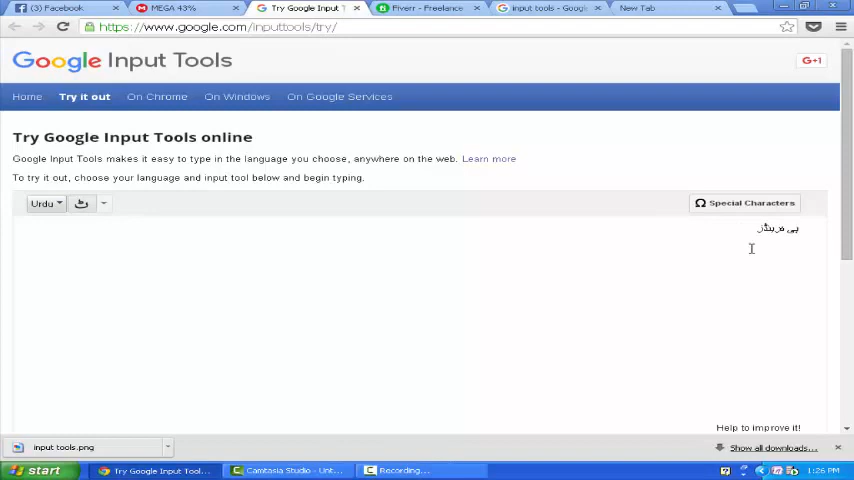 Facebook
MEGA 43%
Try Google Input T
Fiverr - Freelance
input tools - Googl
New Tab
https://www.google.com/inputtools/try/
Google Input Tools
G+1
Home Try it out On Chrome On Windows On Google Services
Try Google Input Tools online
Google Input Tools makes it easy to type in the language you choose, anywhere on the web. Learn more
To try it out, choose your language and input tool below and begin typing.
Urdu ٹ Ω Special Characters
ہے فرینڈز
Help to improve it!
input tools.png Show all downloads...
start Try Google Input Tool... Camtasia Studio - Unt... Recording... 1:26 PM